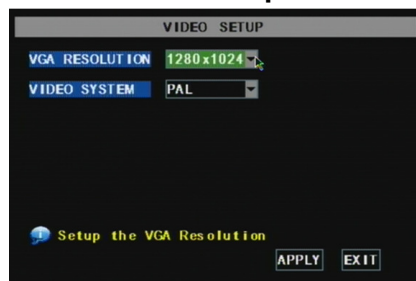 VIDEO SETUP
VGA RESOLUTION 1280x1024
VIDEO SYSTEM PAL
Setup the VGA Resolution
APPLY EXIT